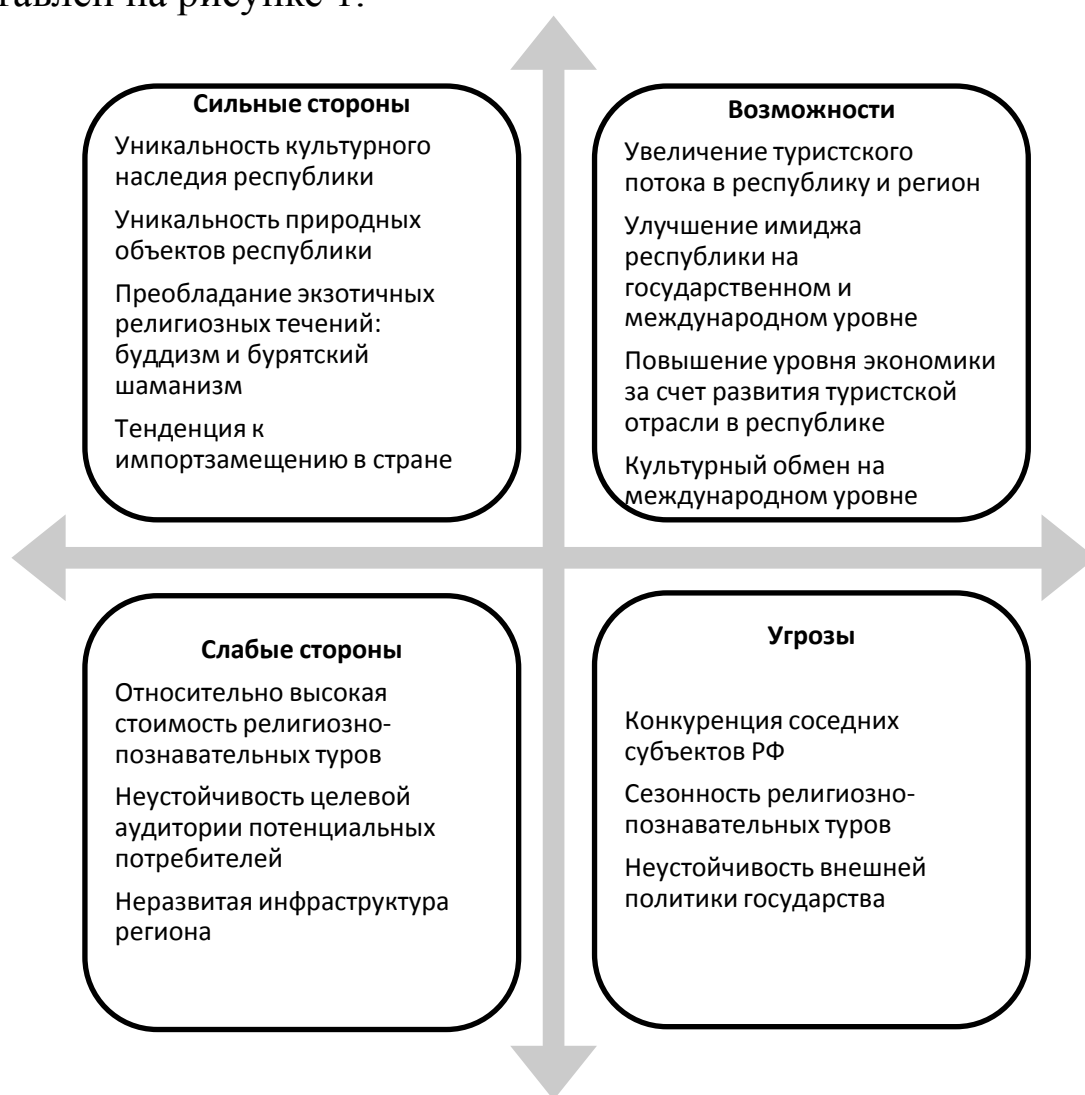 тавлен на рисунке 1.
Сильные стороны
Уникальность культурного
наследия республики
Уникальность природных
объектов республики
Преобладание экзотичных
религиозных течений:
буддизм и бурятский
шаманизм
Тенденция к
импортзамещению в стране
Возможности
Увеличение туристского
потока в республику и регион
Улучшение имиджа
республики на
государственном и
международном уровне
Повышение уровня экономики
за счет развития туристской
отрасли в республике
Культурный обмен на
международном уровне
Слабые стороны
Относительно высокая
стоимость религиозно-
познавательных туров
Неустойчивость целевой
аудитории потенциальных
потребителей
Неразвитая инфраструктура
региона
Угрозы
Конкуренция соседних
субъектов РФ
Сезонность религиозно-
познавательных туров
Неустойчивость внешней
политики государства